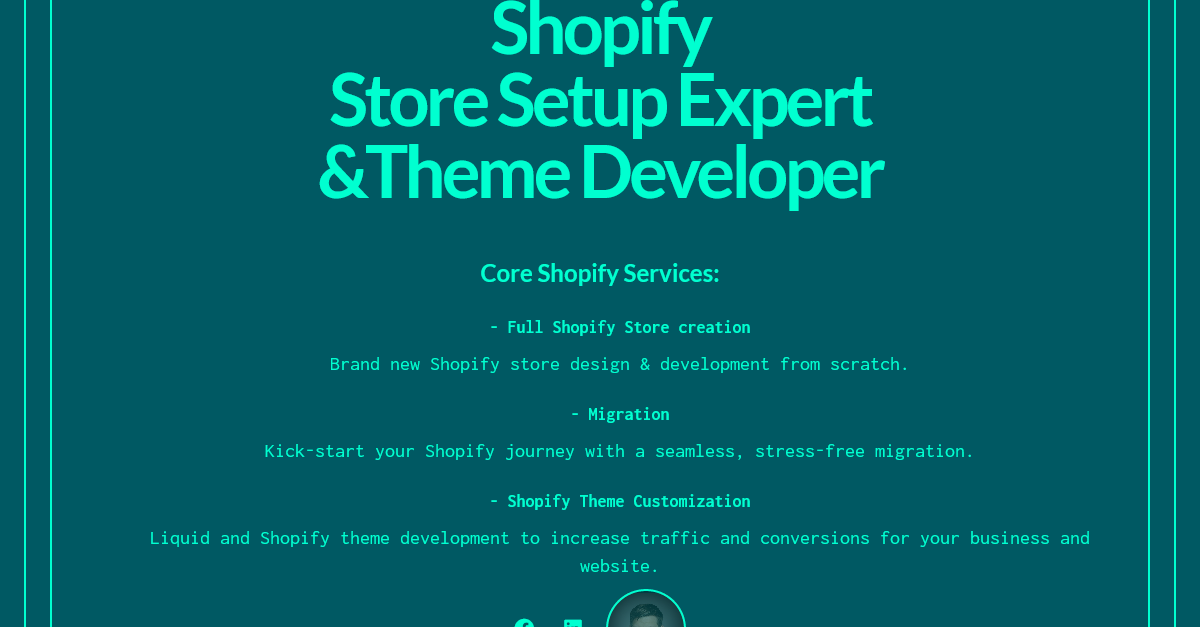 Shopify
Store Setup Expert
&Theme Developer
Core Shopify Services:
- Full Shopify Store creation
Brand new Shopify store design & development from scratch.
- Migration
Kick-start your Shopify journey with a seamless, stress-free migration.
- Shopify Theme Customization
Liquid and Shopify theme development to increase traffic and conversions for your business and
website.